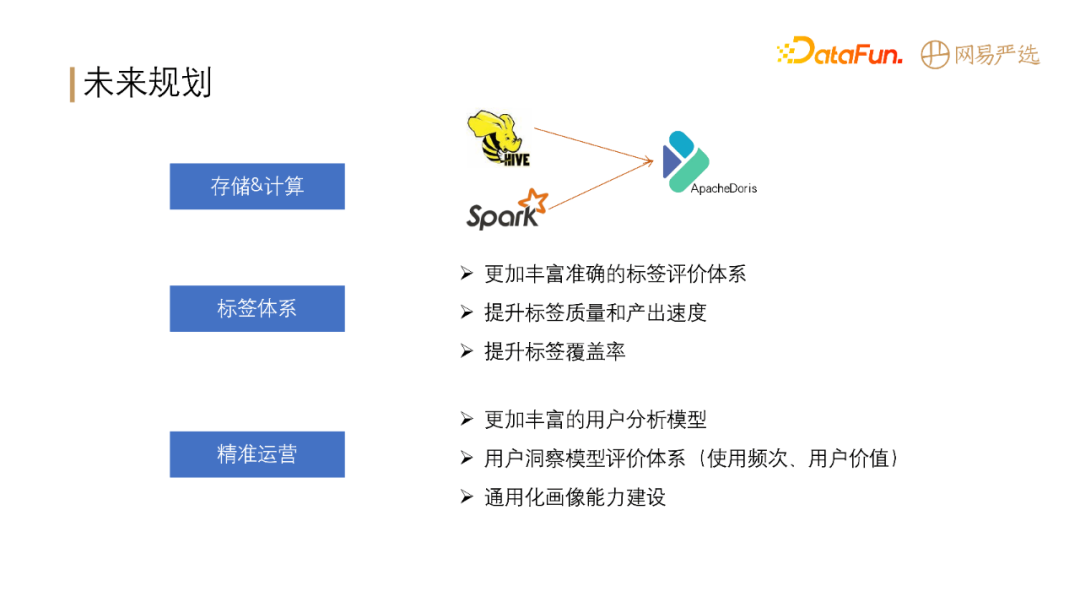 DataFun.
网易严选
未来规划
HIVE
存储&计算
ApacheDoris
Spark
更加丰富准确的标签评价体系
标签体系
提升标签质量和产出速度
提升标签覆盖率
更加丰富的用户分析模型
精准运营
用户洞察模型评价体系（使用频次、用户价值）
通用化画像能力建设